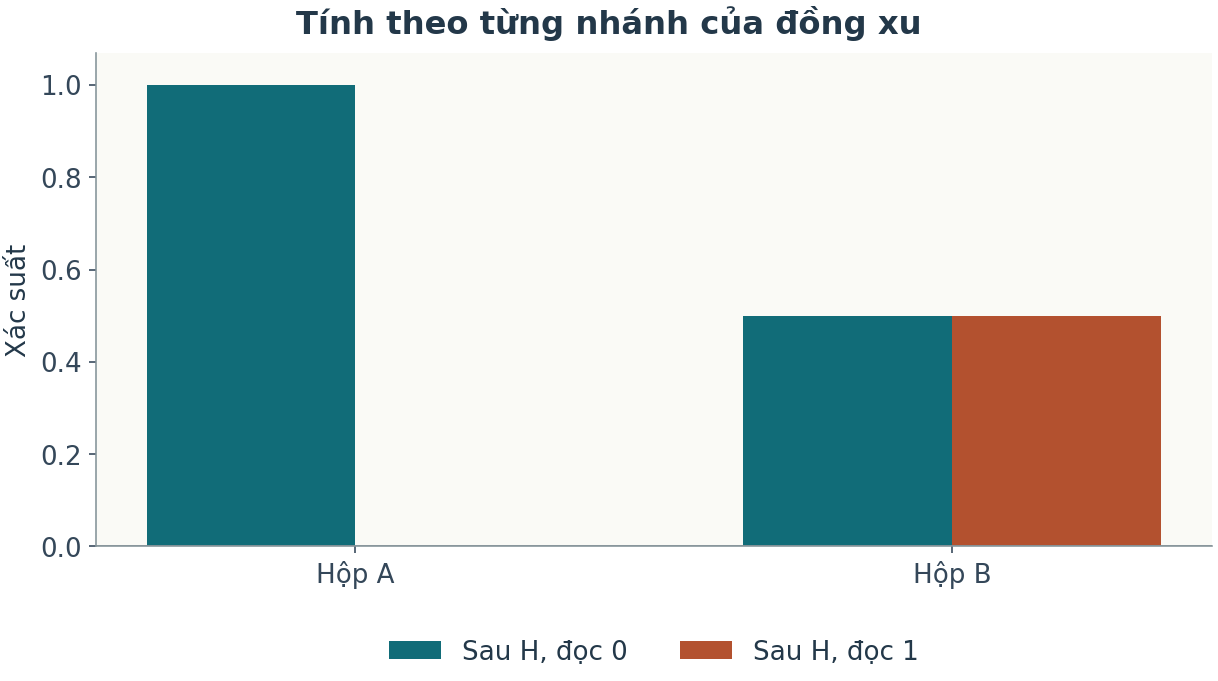 Tính theo từng nhánh của đồng xu
Xác suất
1.0
0.8
0.6
0.4
0.2
0.0
Hộp A
Hộp B
Sau H, đọc 0
Sau H, đọc 1